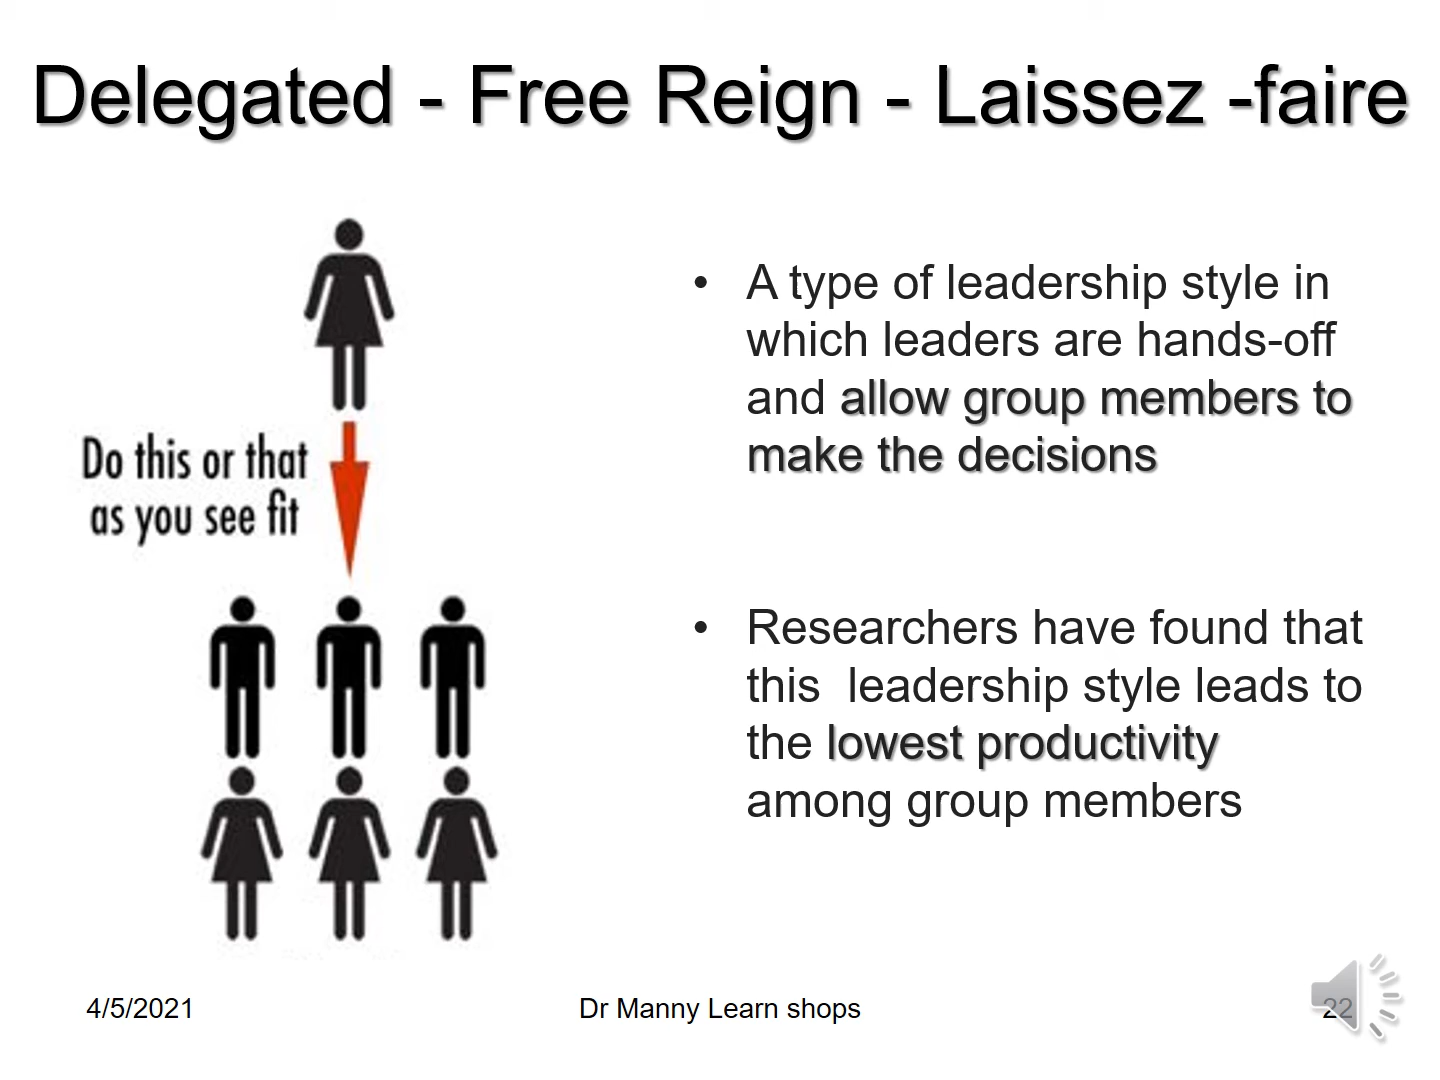 Delegated - Free Reign - Laissez -faire
Do this or that
as you see fit
• A type of leadership style in
which leaders are hands-off
and allow group members to
make the decisions
• Researchers have found that
this  leadership style leads to
the lowest productivity
among group members
4/5/2021
Dr Manny Learn shops
22